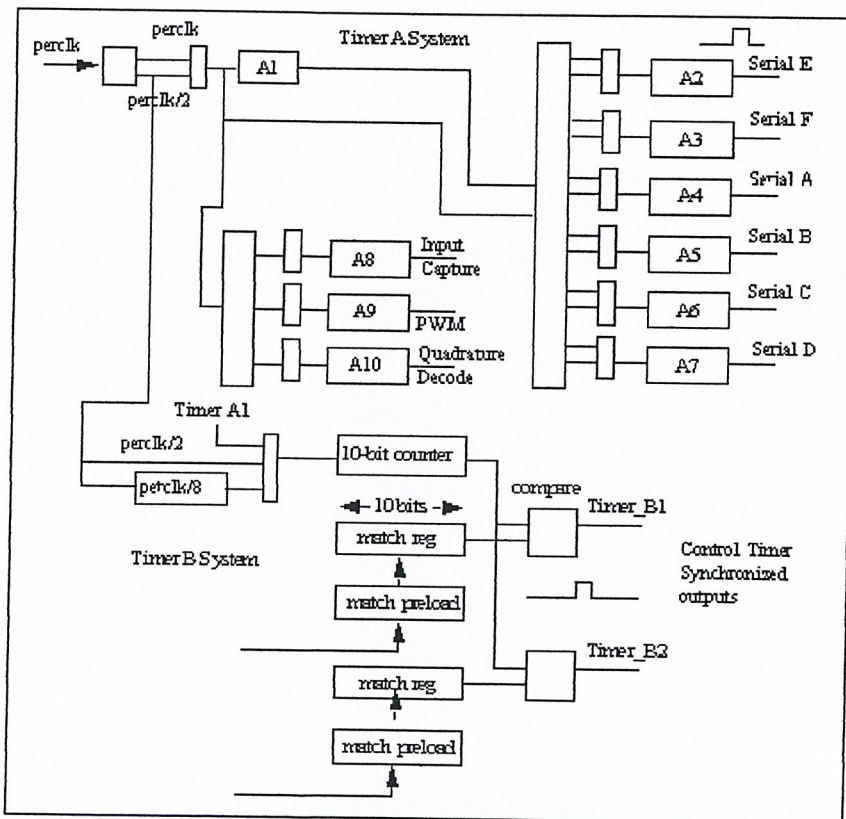 perclk
perclk
perclk/2
A1
Timer A System
A2
Serial E
A3
Serial F
A4
Serial A
A5
Serial B
A6
Serial C
A7
Serial D
A8
Input
Capture
A9
PWM
A10
Quadrature
Decode
Timer A1
perclk/2
perclk/8
10-bit counter
10 bits
match reg
compare
Timer_B1
Timer B System
match preload
Control Timer
Synchronized
outputs
match reg
Timer_B2
match preload